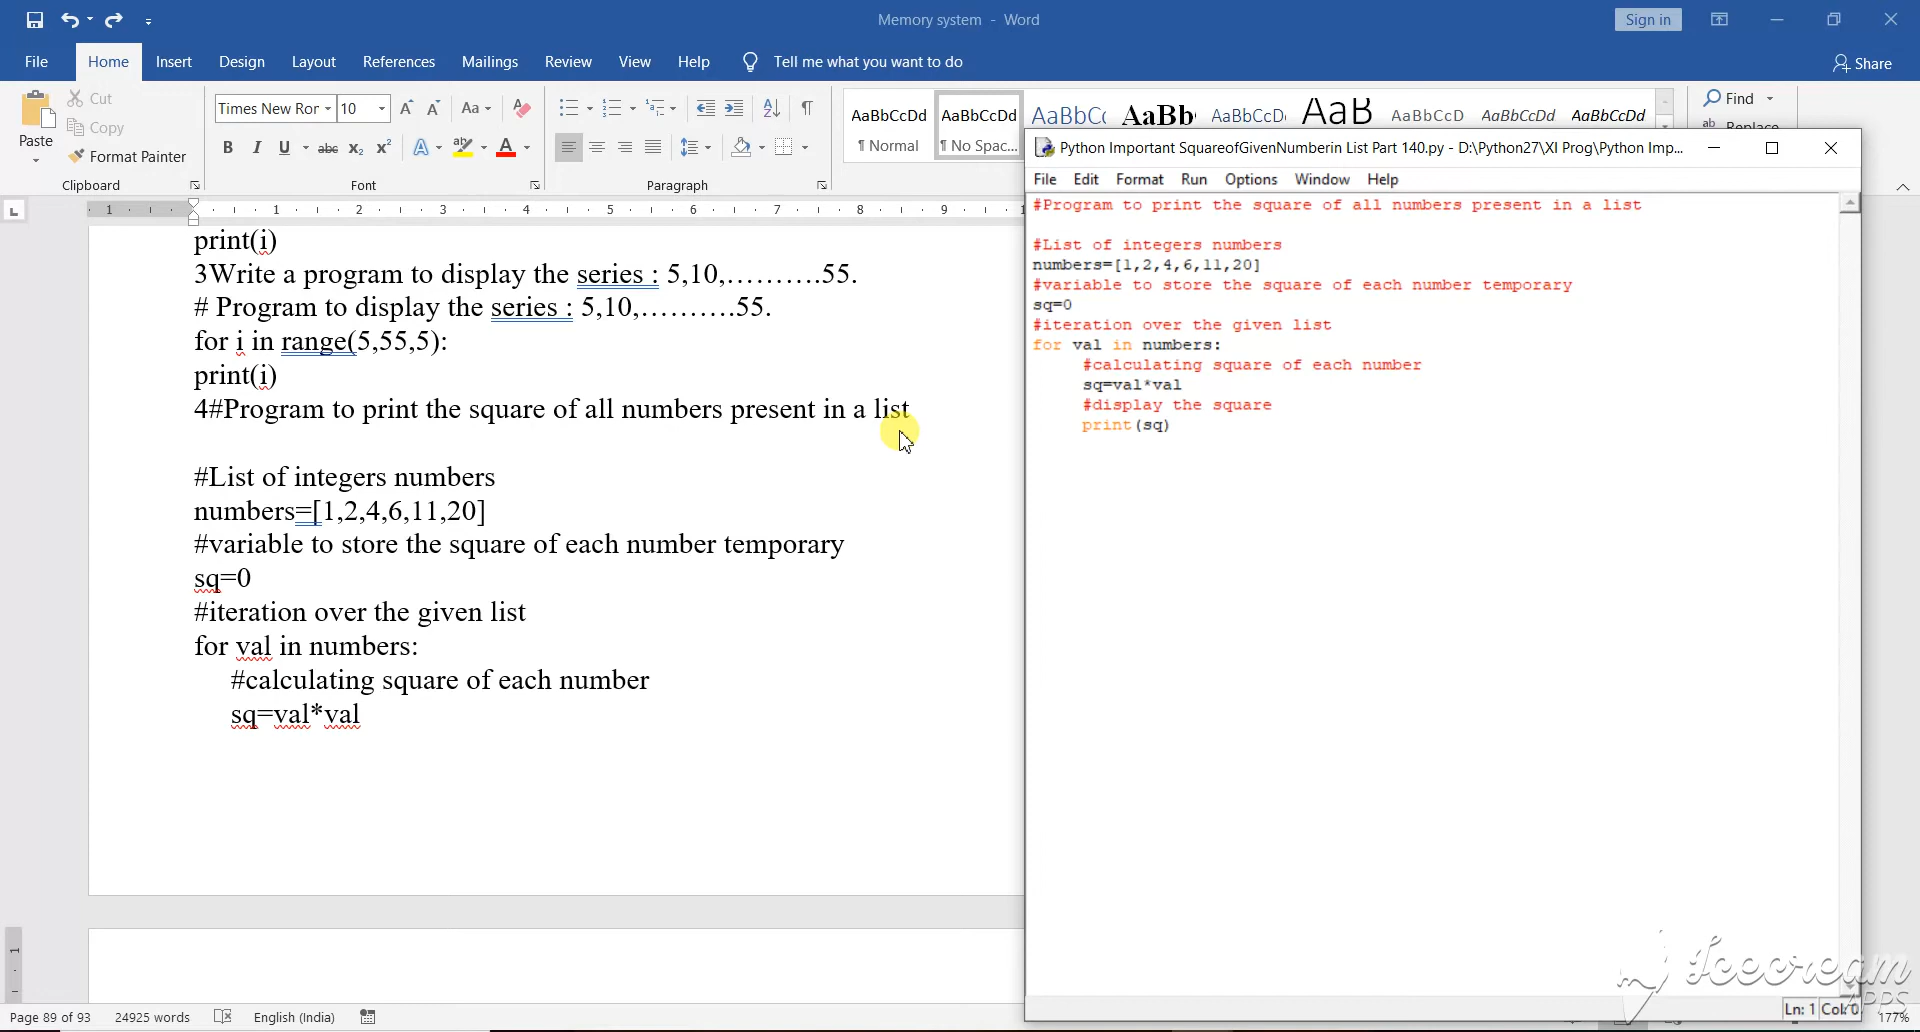 Memory system - Word
Sign in
File Home Insert Design Layout References Mailings Review View Help Tell me what you want to do
Share
Paste
Cut
Copy
Format Painter
Clipboard
Times New Ror 10
Font
Paragraph
AaBbCcDd
¶ Normal
AaBbCcDd
¶ No Spac...
AaBbC
AaBb
AaBbCcD
AaB
AaBbCcD
AaBbCcDd
AaBbCcDd
Find
Replace
print(i)
3Write a program to display the series : 5,10,……….55.
# Program to display the series : 5,10,……….55.
for i in range(5,55,5):
print(i)
4#Program to print the square of all numbers present in a list
#List of integers numbers
numbers=[1,2,4,6,11,20]
#variable to store the square of each number temporary
sq=0
#iteration over the given list
for val in numbers:
#calculating square of each number
sq=val*val
Python Important SquareofGivenNumberin List Part 140.py - D:\Python27\XI Prog\Python Imp...
File Edit Format Run Options Window Help
#Program to print the square of all numbers present in a list
#List of integers numbers
numbers=[1,2,4,6,11,20]
#variable to store the square of each number temporary
sq=0
#iteration over the given list
for val in numbers:
#calculating square of each number
sq=val*val
#display the square
print(sq)
Ln: 1 Col: 0
Icecream
APPS
Page 89 of 93 24925 words English (India) 177%